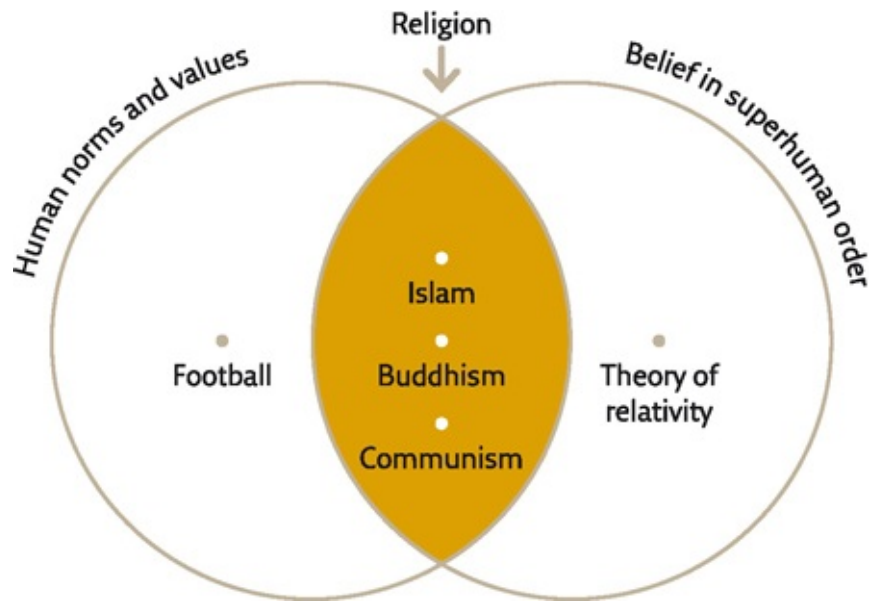 Religion
Human norms and values
Belief in superhuman order
Islam
Football
Buddhism
Theory of
relativity
Communism